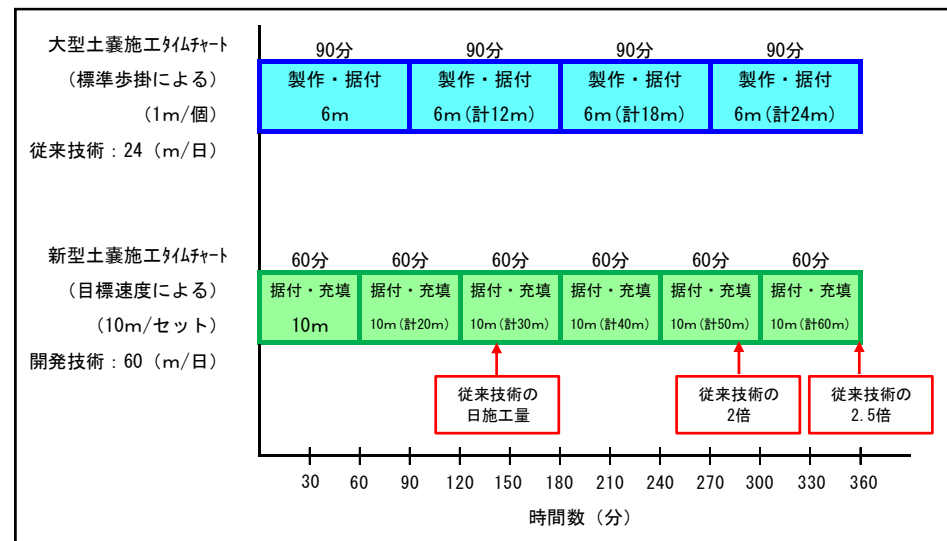 大型土嚢施工ﾀｲﾑﾁｬｰﾄ
(標準歩掛による)
(1m/個)
従来技術：24 (m/日)
90分
90分
90分
90分
製作・据付
6m
製作・据付
6m(計12m)
製作・据付
6m(計18m)
製作・据付
6m(計24m)
新型土嚢施工ﾀｲﾑﾁｬｰﾄ
(目標速度による)
(10m/セット)
開発技術：60 (m/日)
60分
60分
60分
60分
60分
60分
据付・充填
10m
据付・充填
10m(計20m)
据付・充填
10m(計30m)
据付・充填
10m(計40m)
据付・充填
10m(計50m)
据付・充填
10m(計60m)
従来技術の
日施工量
従来技術の
2倍
従来技術の
2.5倍
30 60 90 120 150 180 210 240 270 300 330 360
時間数（分）